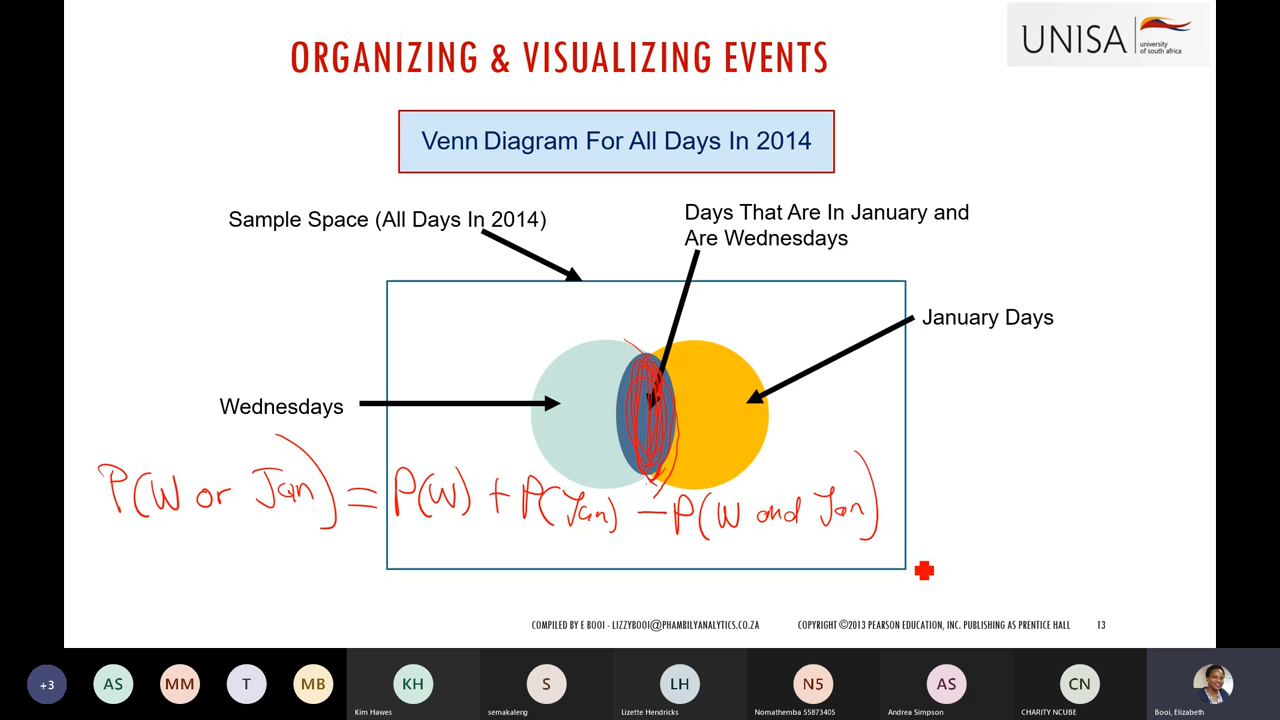 UNISA
university
of south africa
ORGANIZING & VISUALIZING EVENTS
Venn Diagram For All Days In 2014
Sample Space (All Days In 2014)
Days That Are In January and
Are Wednesdays
January Days
Wednesdays
P(W or Jan) = P(W) + P(Jan) - P(W and Jan)
COMPILED BY E BOOI - LIZZYBOOI@PHAMBILYANALYTICS.CO.ZA
COPYRIGHT ©2013 PEARSON EDUCATION, INC. PUBLISHING AS PRENTICE HALL
13
+3
AS
MM
T
MB
KH
S
LH
N5
AS
CN
Kim Hawes
semakaleng
Lizette Hendricks
Nomathemba 55873405
Andrea Simpson
CHARITY NCUBE
Booi, Elizabeth